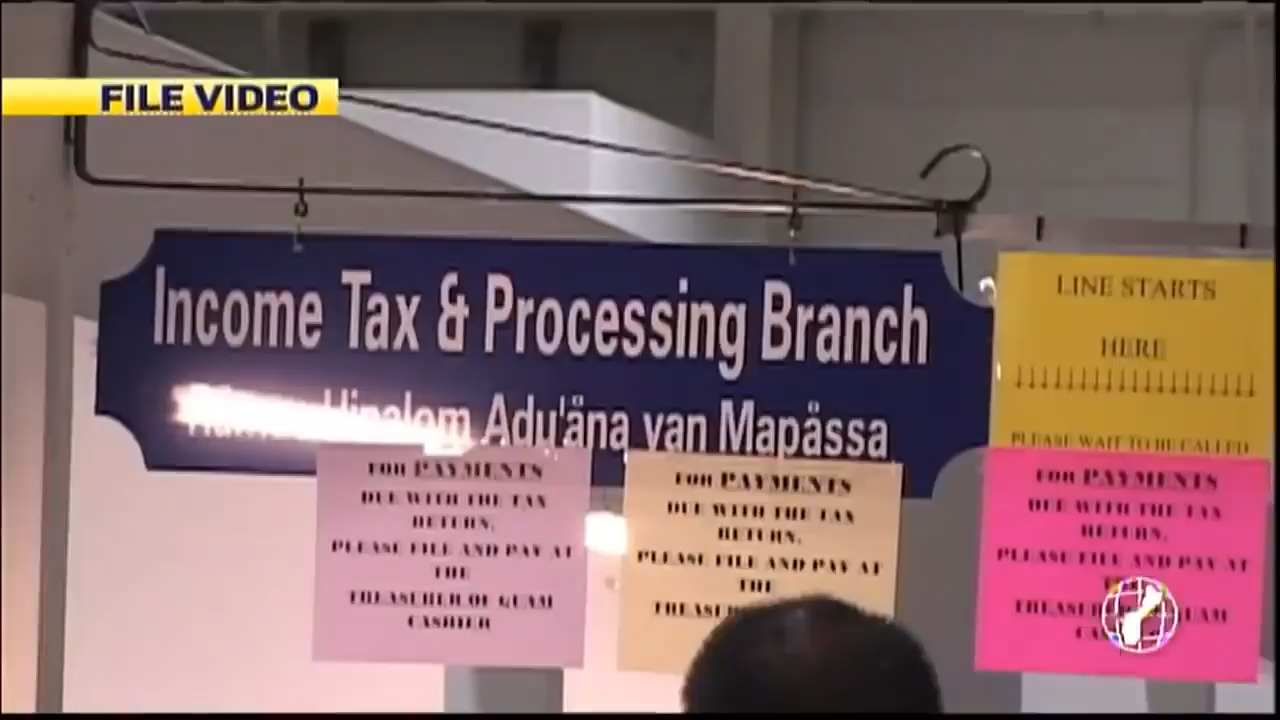 FILE VIDEO
Income Tax & Processing Branch
Adu'åna yan Mapåssa
LINE STARTS
HERE
PLEASE WAIT TO BE CALLED
FOR PAYMENTS
DUE WITH THE TAX
RETURN,
PLEASE FILE AND PAY AT
THE
TREASURER OF GUAM
CASHIER
FOR PAYMENTS
DUE WITH THE TAX
RETURN,
PLEASE FILE AND PAY AT
THE
FOR PAYMENTS
DUE WITH THE TAX
RETURN,
PLEASE FILE AND PAY AT